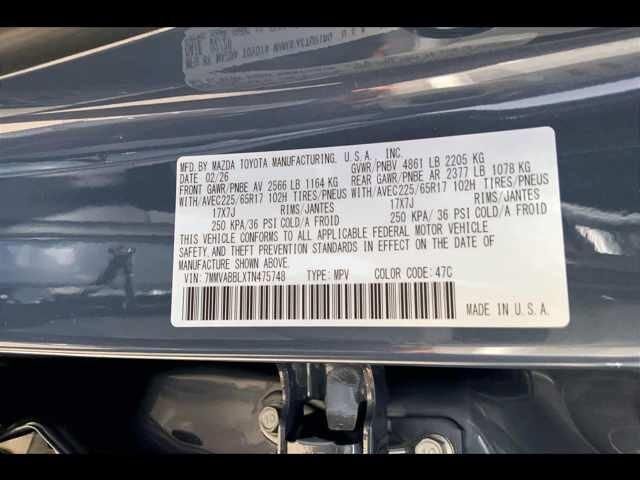 MFD. BY MAZDA TOYOTA MANUFACTURING, U.S.A., INC.
DATE 02/26 GVWR/PNBV 4861 LB 2205 KG
FRONT GAWR/PNBE AV 2566 LB 1164 KG REAR GAWR/PNBE AR 2377 LB 1078 KG
WITH/AVEC225/65R17 102H TIRES/PNEUS WITH/AVEC225/65R17 102H TIRES/PNEUS
17X7J RIMS/JANTES 17X7J RIMS/JANTES
250 KPA/ 36 PSI COLD/A FROID 250 KPA/ 36 PSI COLD/A FROID
THIS VEHICLE CONFORMS TO ALL APPLICABLE FEDERAL MOTOR VEHICLE
SAFETY, AND THEFT PREVENTION STANDARDS IN EFFECT ON THE DATE OF
MANUFACTURE SHOWN ABOVE.
VIN: 7MMVABBLXTN475748 TYPE: MPV COLOR CODE: 47C
MADE IN U.S.A.